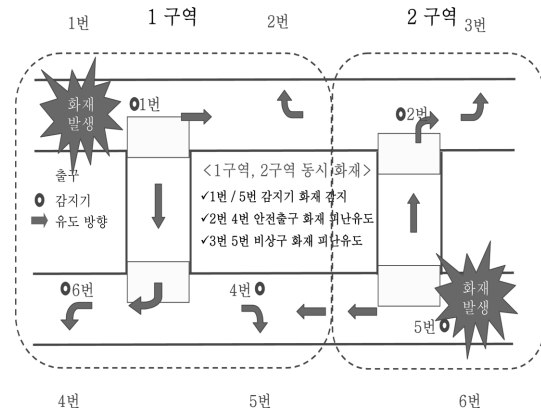 1번
1 구역
2번
2 구역
3번
화재
발생
1번
2번
출구
감지기
유도 방향
<1구역, 2구역 동시 화재>
✓1번 / 5번 감지기 화재 감지
✓2번 4번 안전출구 화재 피난유도
✓3번 5번 비상구 화재 피난유도
6번
4번
화재
발생
5번
4번
5번
6번